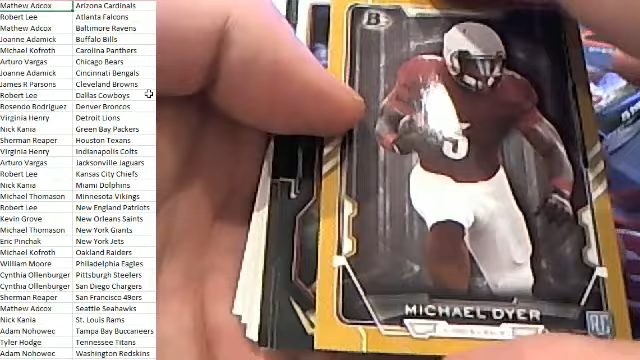 Mathew Adcox Arizona Cardinals
Robert Lee Atlanta Falcons
Mathew Adcox Baltimore Ravens
Joanne Adamick Buffalo Bills
Michael Kofroth Carolina Panthers
Arturo Vargas Chicago Bears
Joanne Adamick Cincinnati Bengals
James R Parsons Cleveland Browns
Robert Lee Dallas Cowboys
Rosendo Rodriguez Denver Broncos
Virginia Henry Detroit Lions
Nick Kania Green Bay Packers
Sherman Reaper Houston Texans
Virginia Henry Indianapolis Colts
Arturo Vargas Jacksonville Jaguars
Robert Lee Kansas City Chiefs
Nick Kania Miami Dolphins
Michael Thomason Minnesota Vikings
Robert Lee New England Patriots
Kevin Grove New Orleans Saints
Michael Thomason New York Giants
Eric Pinchak New York Jets
Michael Kofroth Oakland Raiders
William Moore Philadelphia Eagles
Cynthia Ollenburger Pittsburgh Steelers
Cynthia Ollenburger San Diego Chargers
Sherman Reaper San Francisco 49ers
Mathew Adcox Seattle Seahawks
Nick Kania St. Louis Rams
Adam Nohowec Tampa Bay Buccaneers
Tyler Hodge Tennessee Titans
Adam Nohowec Washington Redskins
B
5
MICHAEL DYER
RC